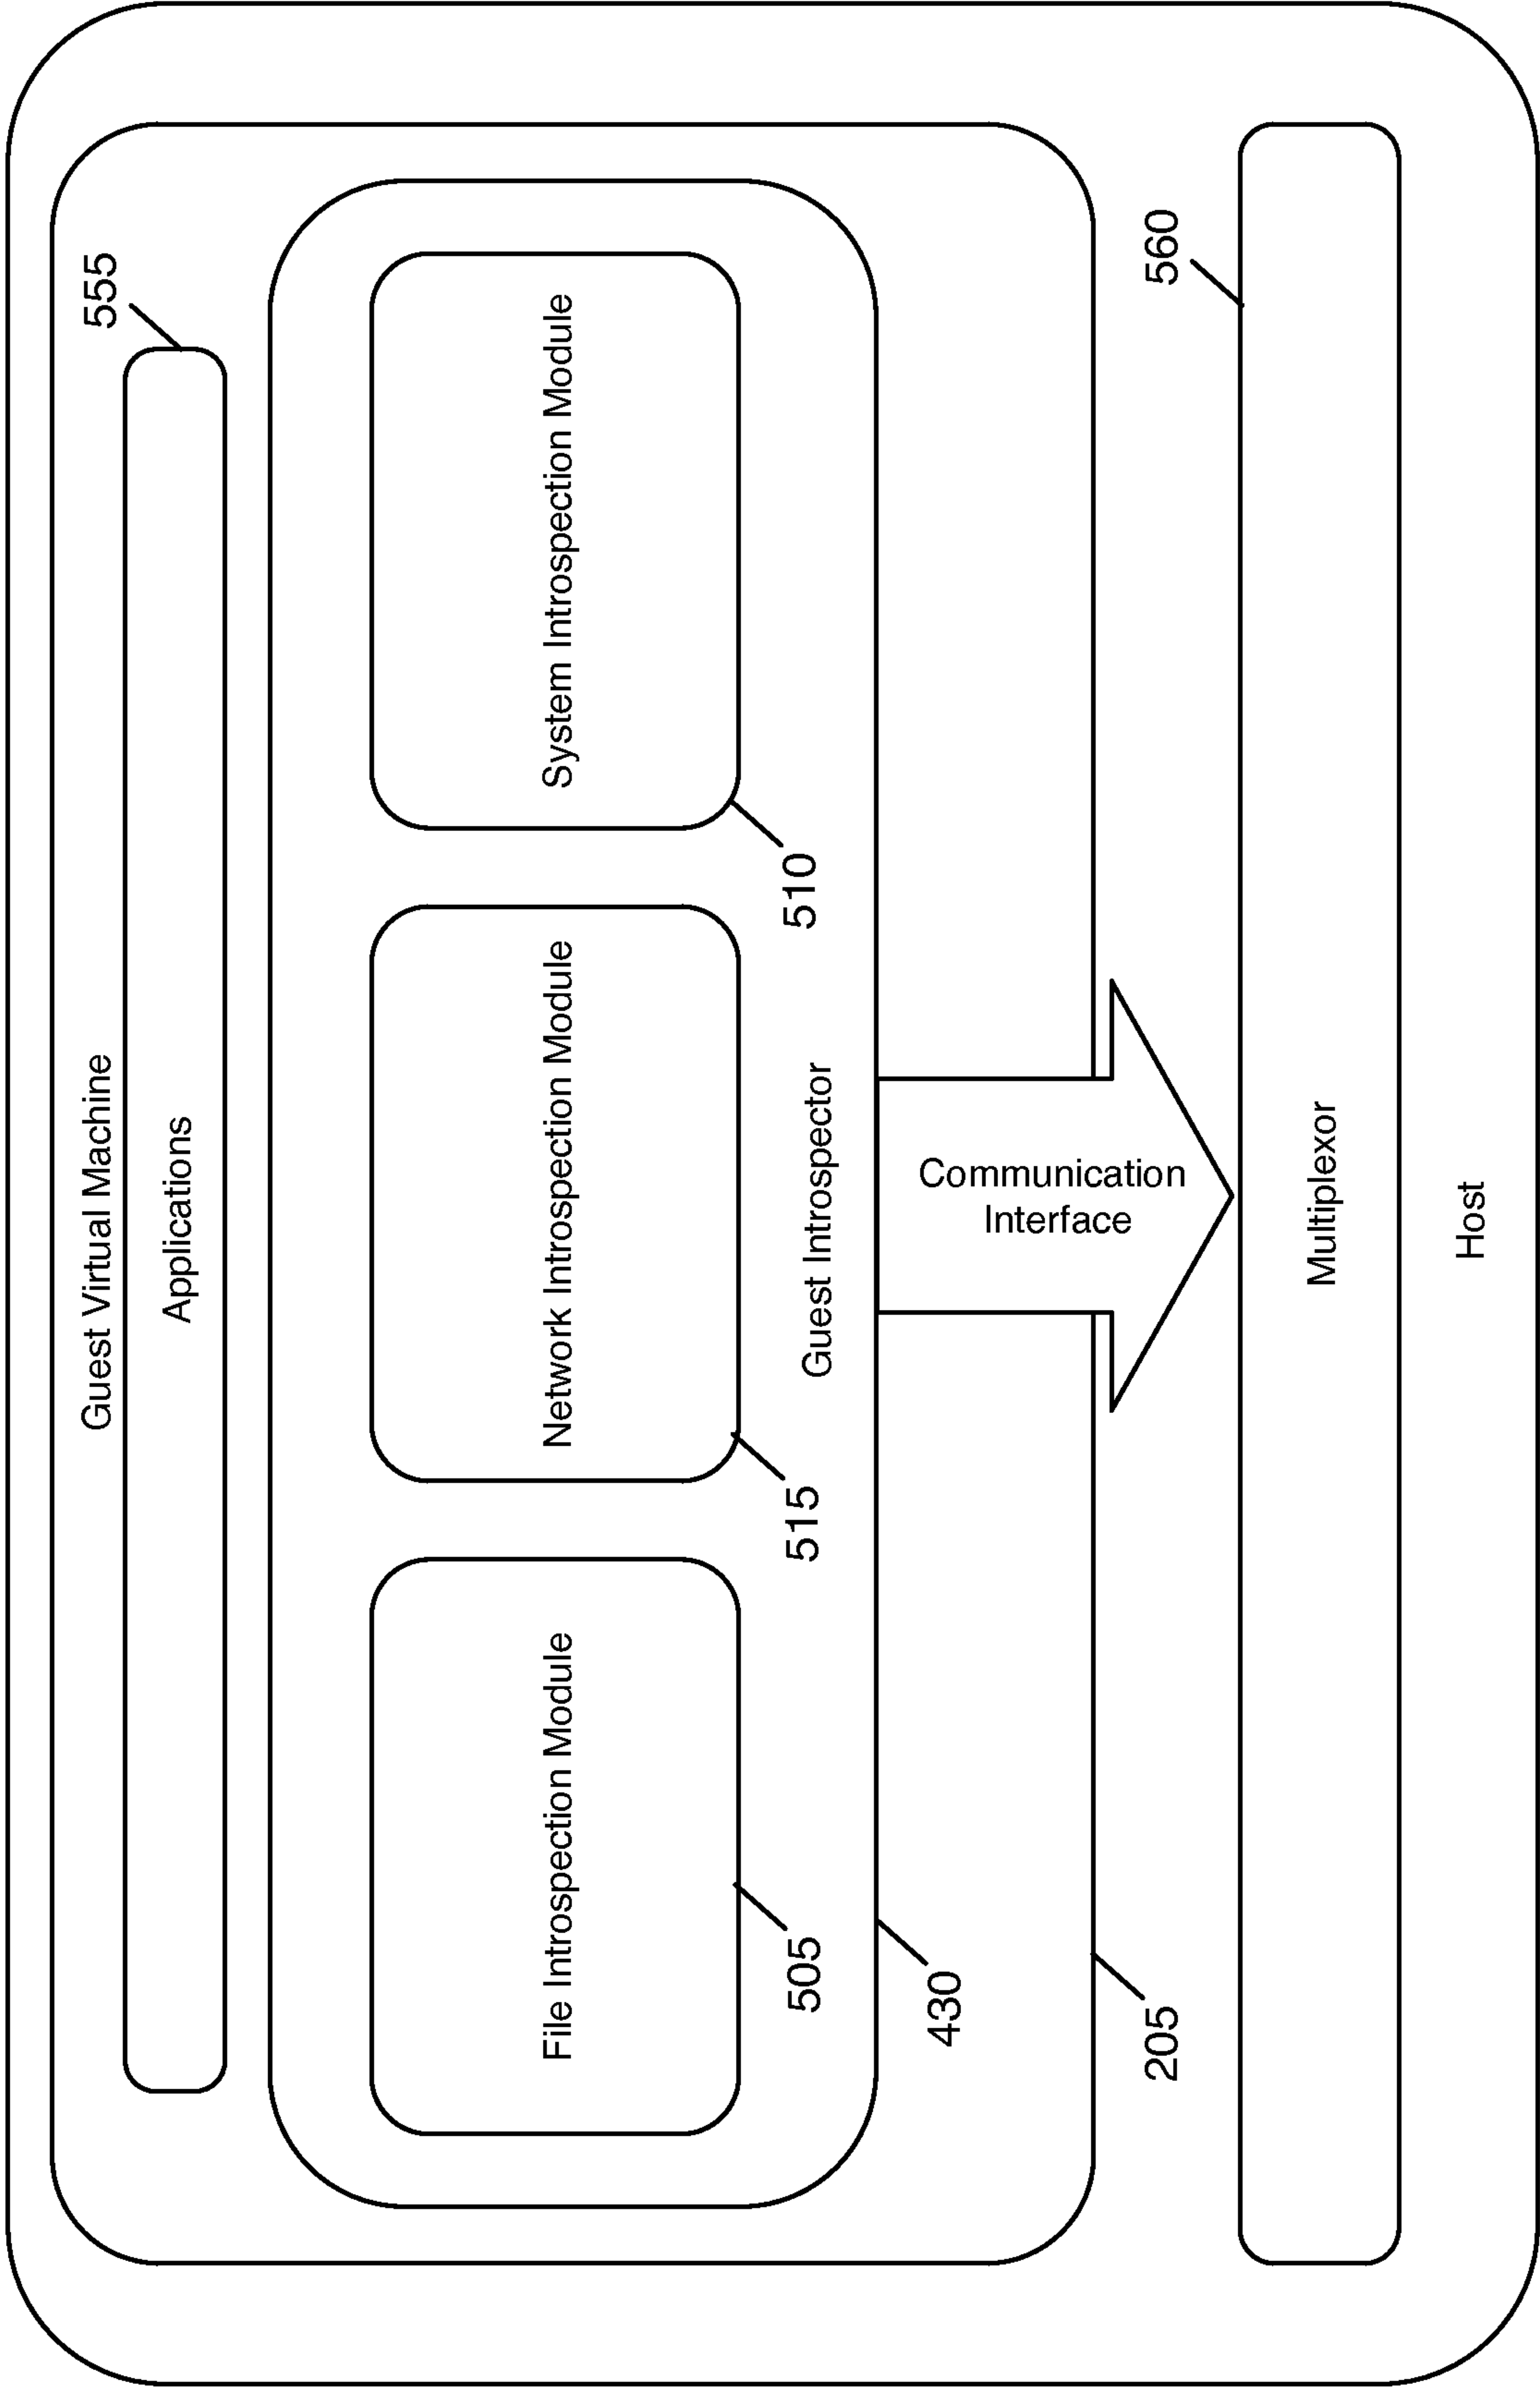 Guest Virtual Machine
555
Applications
File Introspection Module
Network Introspection Module
System Introspection Module
505
515
510
Guest Introspector
430
Communication
Interface
205
560
Multiplexor
Host